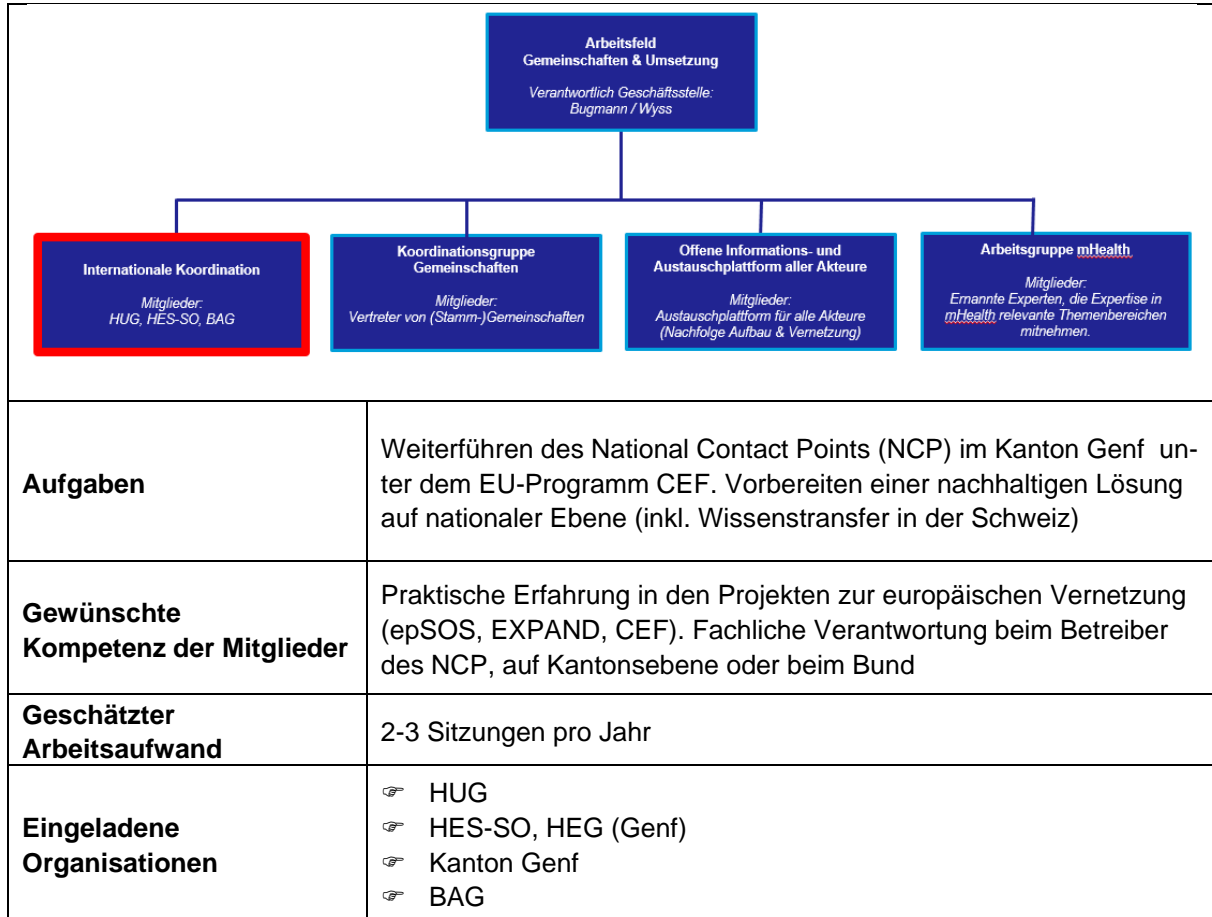 Arbeitsfeld
Gemeinschaften & Umsetzung
Verantwortlich Geschäftsstelle:
Bugmann / Wyss
Internationale Koordination
Mitglieder:
HUG, HES-SO, BAG
Koordinationsgruppe
Gemeinschaften
Mitglieder:
Vertreter von (Stamm-)Gemeinschaften
Offene Informations- und
Austauschplattform aller Akteure
Mitglieder:
Austauschplattform für alle Akteure
(Nachfolge Aufbau & Vernetzung)
Arbeitsgruppe mHealth
Mitglieder:
Ernannte Experten, die Expertise in
mHealth relevante Themenbereichen
mitnehmen.
Aufgaben
Weiterführen des National Contact Points (NCP) im Kanton Genf un-
ter dem EU-Programm CEF. Vorbereiten einer nachhaltigen Lösung
auf nationaler Ebene (inkl. Wissenstransfer in der Schweiz)
Gewünschte
Kompetenz der Mitglieder
Praktische Erfahrung in den Projekten zur europäischen Vernetzung
(epSOS, EXPAND, CEF). Fachliche Verantwortung beim Betreiber
des NCP, auf Kantonsebene oder beim Bund
Geschätzter
Arbeitsaufwand
2-3 Sitzungen pro Jahr
Eingeladene
Organisationen
☞ HUG
☞ HES-SO, HEG (Genf)
☞ Kanton Genf
☞ BAG